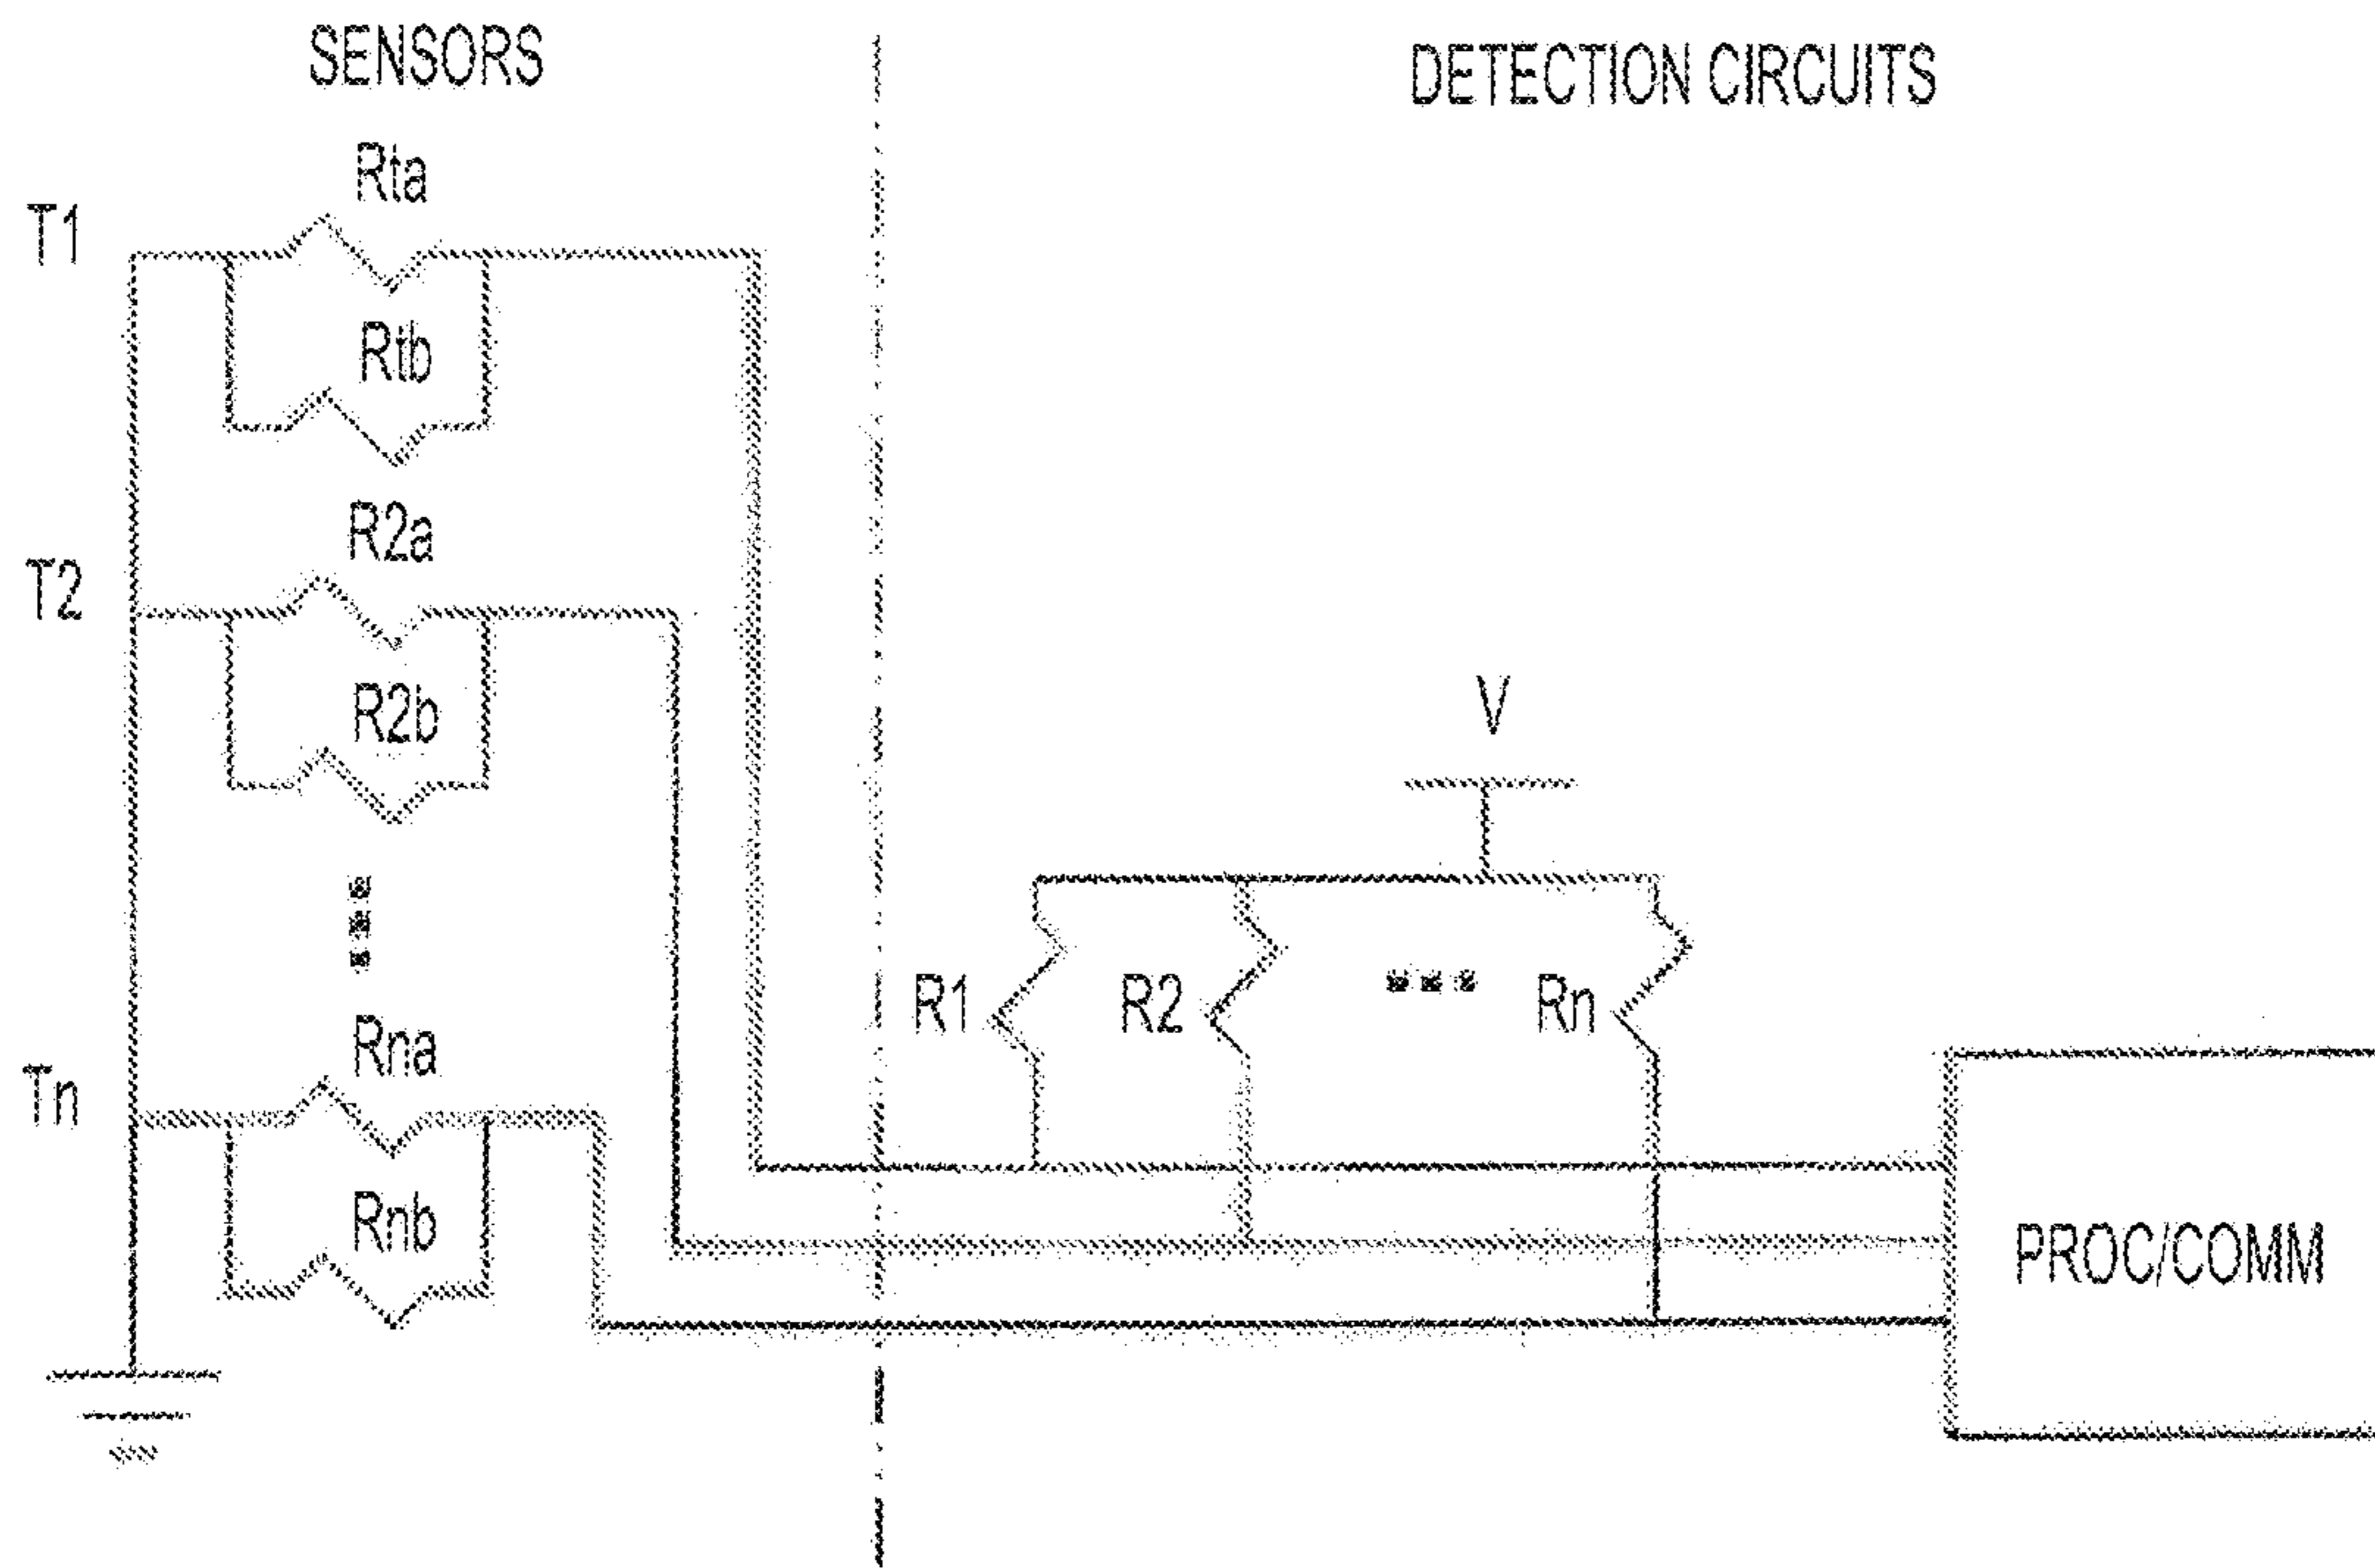 SENSORS
DETECTION CIRCUITS
T1
Rta
Rtb
T2
R2a
R2b
V
R1
R2
Rn
Tn
Rna
Rnb
PROC/COMM